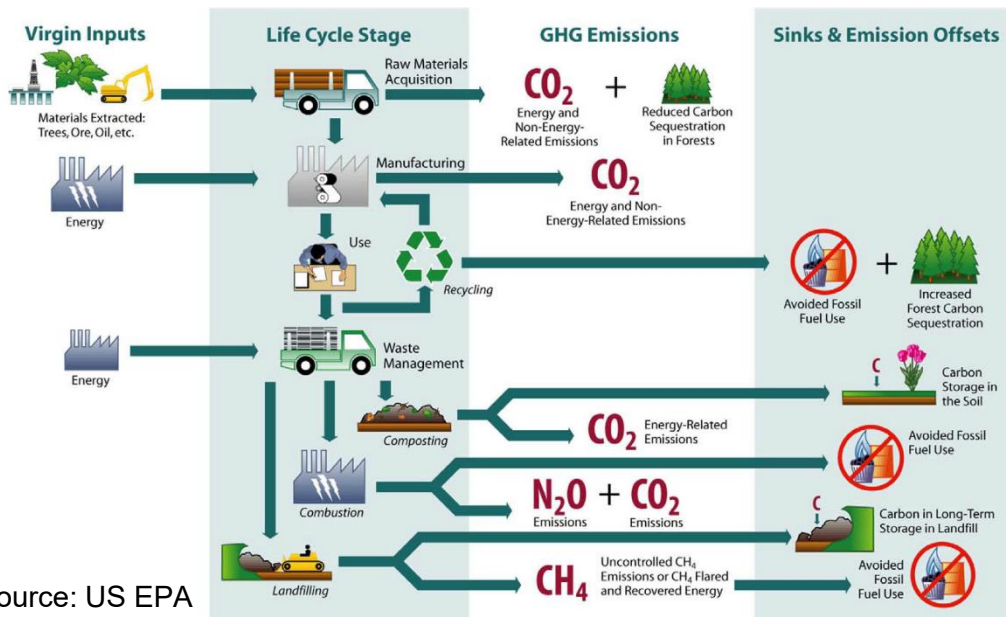 Virgin Inputs
Life Cycle Stage
GHG Emissions
Sinks & Emission Offsets
Materials Extracted:
Trees, Ore, Oil, etc.
Raw Materials
Acquisition
CO2
Energy and
Non-Energy-
Related Emissions
+
Reduced Carbon
Sequestration
in Forests
Energy
Manufacturing
CO2
Energy and Non-
Energy-Related Emissions
Use
Recycling
Avoided Fossil
Fuel Use
+
Increased
Forest Carbon
Sequestration
Energy
Waste
Management
Composting
CO2
Energy-Related
Emissions
C
Carbon
Storage in
the Soil
Combustion
N2O + CO2
Emissions
Emissions
Avoided Fossil
Fuel Use
Landfilling
CH4
Uncontrolled CH4
Emissions or CH4 Flared
and Recovered Energy
C
Carbon in Long-Term
Storage in Landfill
Avoided
Fossil
Fuel Use
ource: US EPA